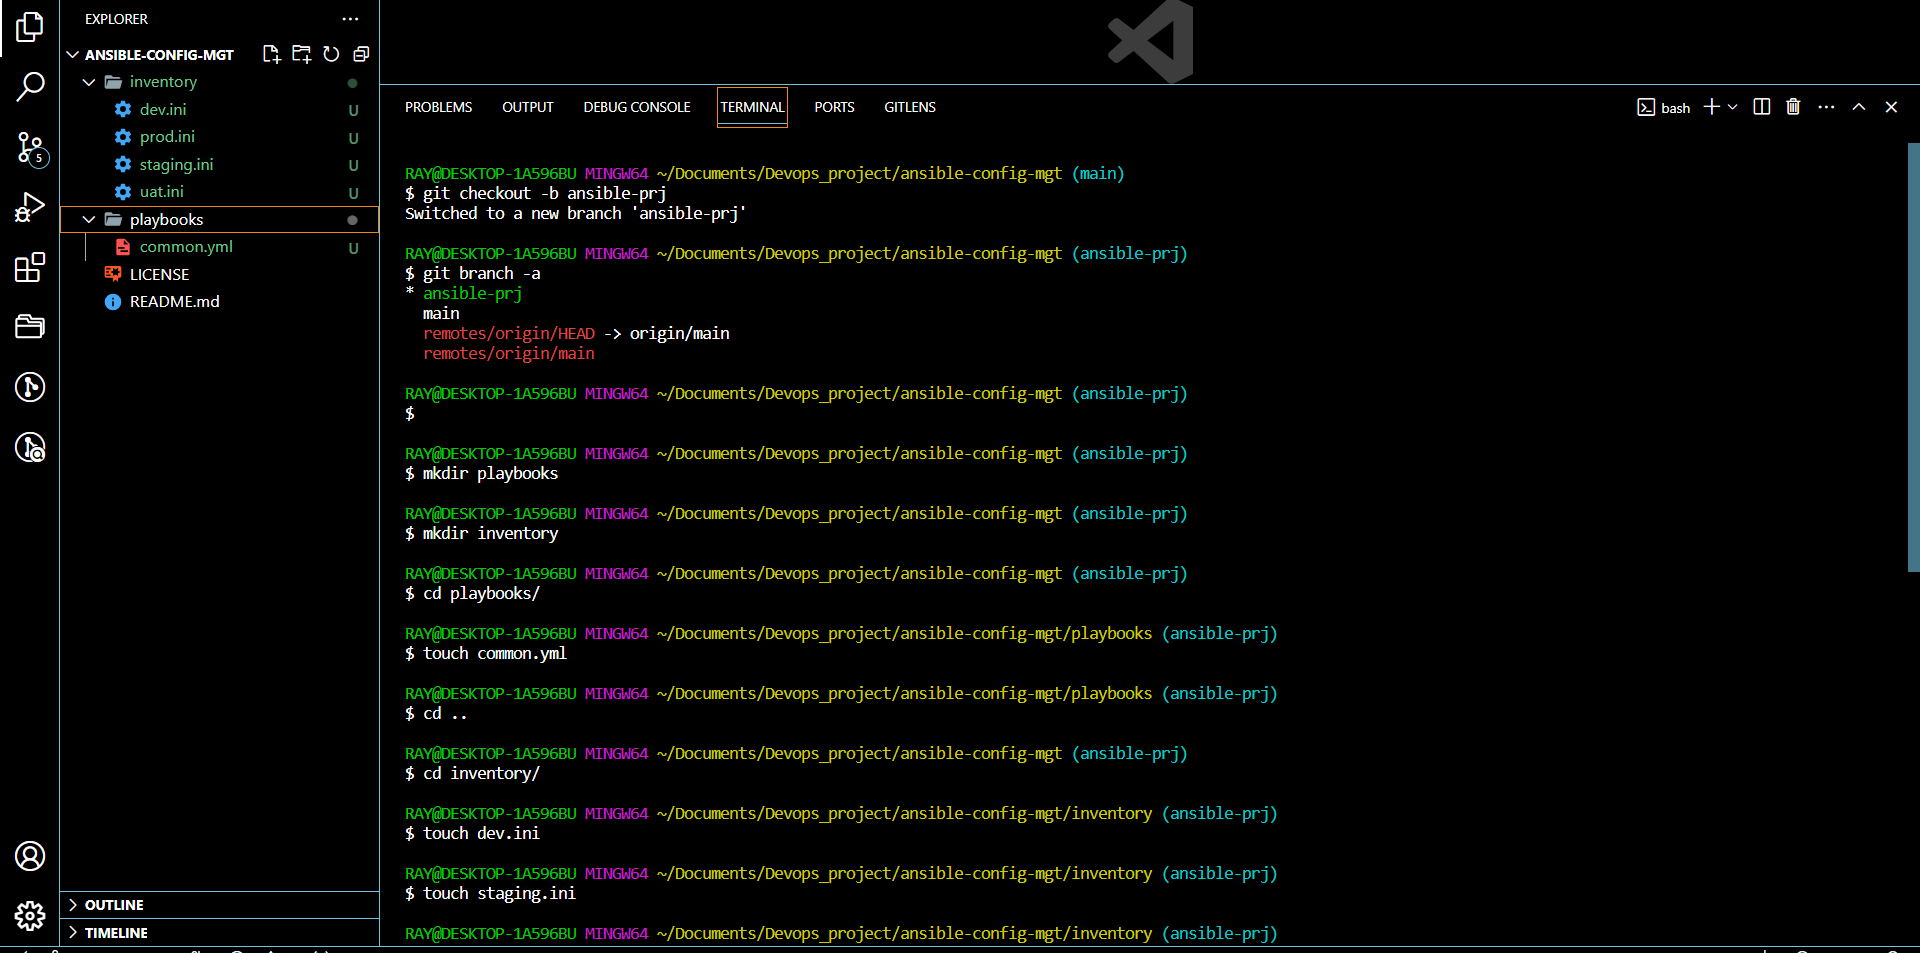 EXPLORER
ANSIBLE-CONFIG-MGT
inventory
dev.ini U
prod.ini U
staging.ini U
uat.ini U
playbooks
common.yml U
LICENSE
README.md
5
OUTLINE
TIMELINE
PROBLEMS OUTPUT DEBUG CONSOLE TERMINAL PORTS GITLENS
bash
RAY@DESKTOP-1A596BU MINGW64 ~/Documents/Devops_project/ansible-config-mgt (main)
$ git checkout -b ansible-prj
Switched to a new branch 'ansible-prj'
RAY@DESKTOP-1A596BU MINGW64 ~/Documents/Devops_project/ansible-config-mgt (ansible-prj)
$ git branch -a
* ansible-prj
main
remotes/origin/HEAD -> origin/main
remotes/origin/main
RAY@DESKTOP-1A596BU MINGW64 ~/Documents/Devops_project/ansible-config-mgt (ansible-prj)
$
RAY@DESKTOP-1A596BU MINGW64 ~/Documents/Devops_project/ansible-config-mgt (ansible-prj)
$ mkdir playbooks
RAY@DESKTOP-1A596BU MINGW64 ~/Documents/Devops_project/ansible-config-mgt (ansible-prj)
$ mkdir inventory
RAY@DESKTOP-1A596BU MINGW64 ~/Documents/Devops_project/ansible-config-mgt (ansible-prj)
$ cd playbooks/
RAY@DESKTOP-1A596BU MINGW64 ~/Documents/Devops_project/ansible-config-mgt/playbooks (ansible-prj)
$ touch common.yml
RAY@DESKTOP-1A596BU MINGW64 ~/Documents/Devops_project/ansible-config-mgt/playbooks (ansible-prj)
$ cd ..
RAY@DESKTOP-1A596BU MINGW64 ~/Documents/Devops_project/ansible-config-mgt (ansible-prj)
$ cd inventory/
RAY@DESKTOP-1A596BU MINGW64 ~/Documents/Devops_project/ansible-config-mgt/inventory (ansible-prj)
$ touch dev.ini
RAY@DESKTOP-1A596BU MINGW64 ~/Documents/Devops_project/ansible-config-mgt/inventory (ansible-prj)
$ touch staging.ini
RAY@DESKTOP-1A596BU MINGW64 ~/Documents/Devops_project/ansible-config-mgt/inventory (ansible-prj)